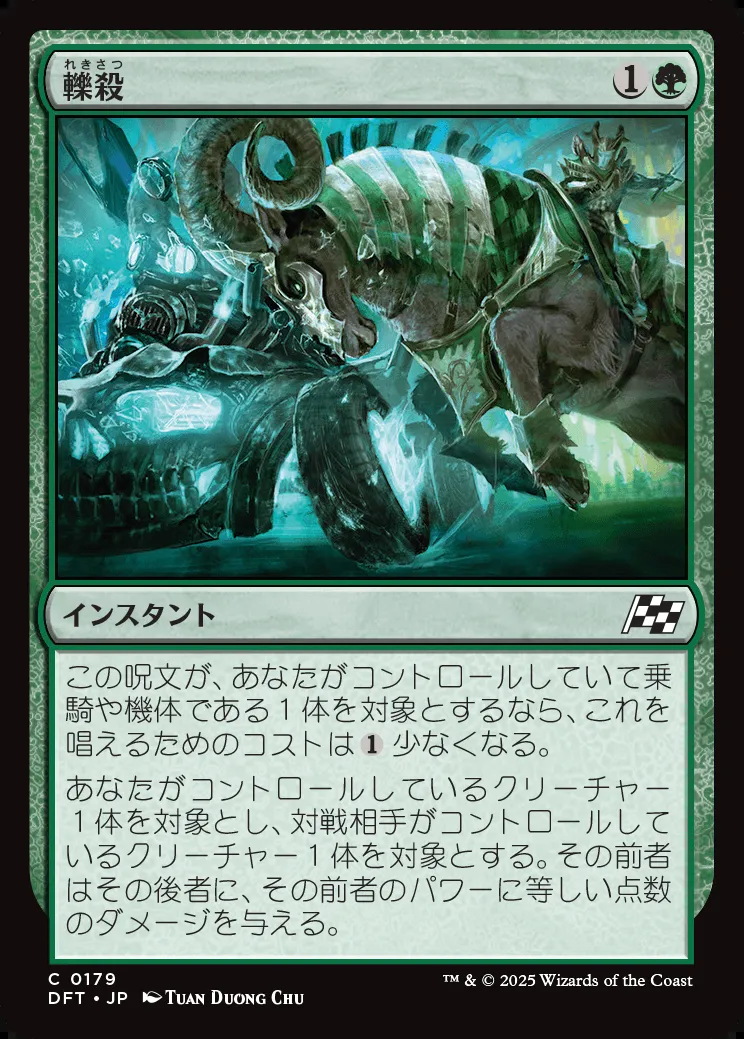 れきさつ
轢殺
1
インスタント
この呪文が、あなたがコントロールしていて乗
騎や機体である1体を対象とするなら、これを
唱えるためのコストは 1 少なくなる。
あなたがコントロールしているクリーチャー
1体を対象とし、対戦相手がコントロールして
いるクリーチャー1体を対象とする。その前者
はその後者に、その前者のパワーに等しい点数
のダメージを与える。
C 0179
DFT • JP Tuan Duong Chu
™ & © 2025 Wizards of the Coast